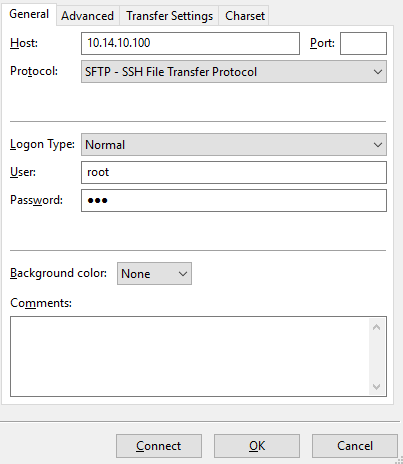 General Advanced Transfer Settings Charset
Host: 10.14.10.100 Port:
Protocol: SFTP - SSH File Transfer Protocol
Logon Type: Normal
User: root
Password: ●●●
Background color: None
Comments:
Connect OK Cancel